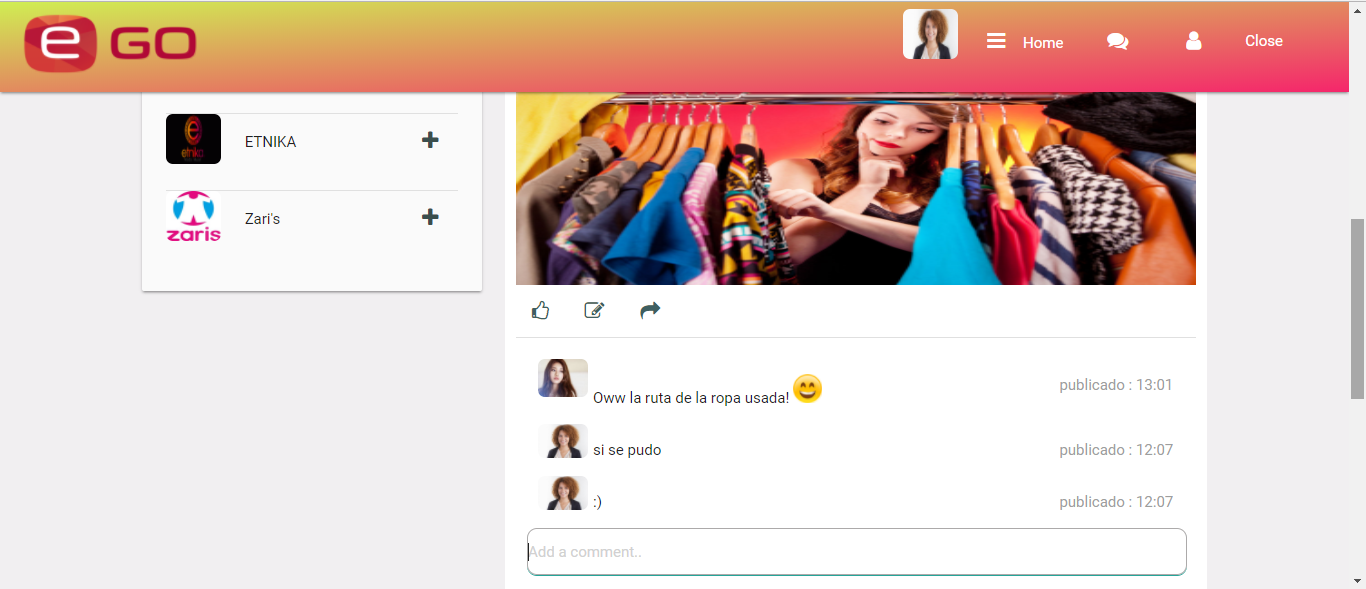 e GO
Home
Close
etnika
ETNIKA
zaris
Zari's
Oww la ruta de la ropa usada!
publicado : 13:01
si se pudo
publicado : 12:07
:)
publicado : 12:07
Add a comment..